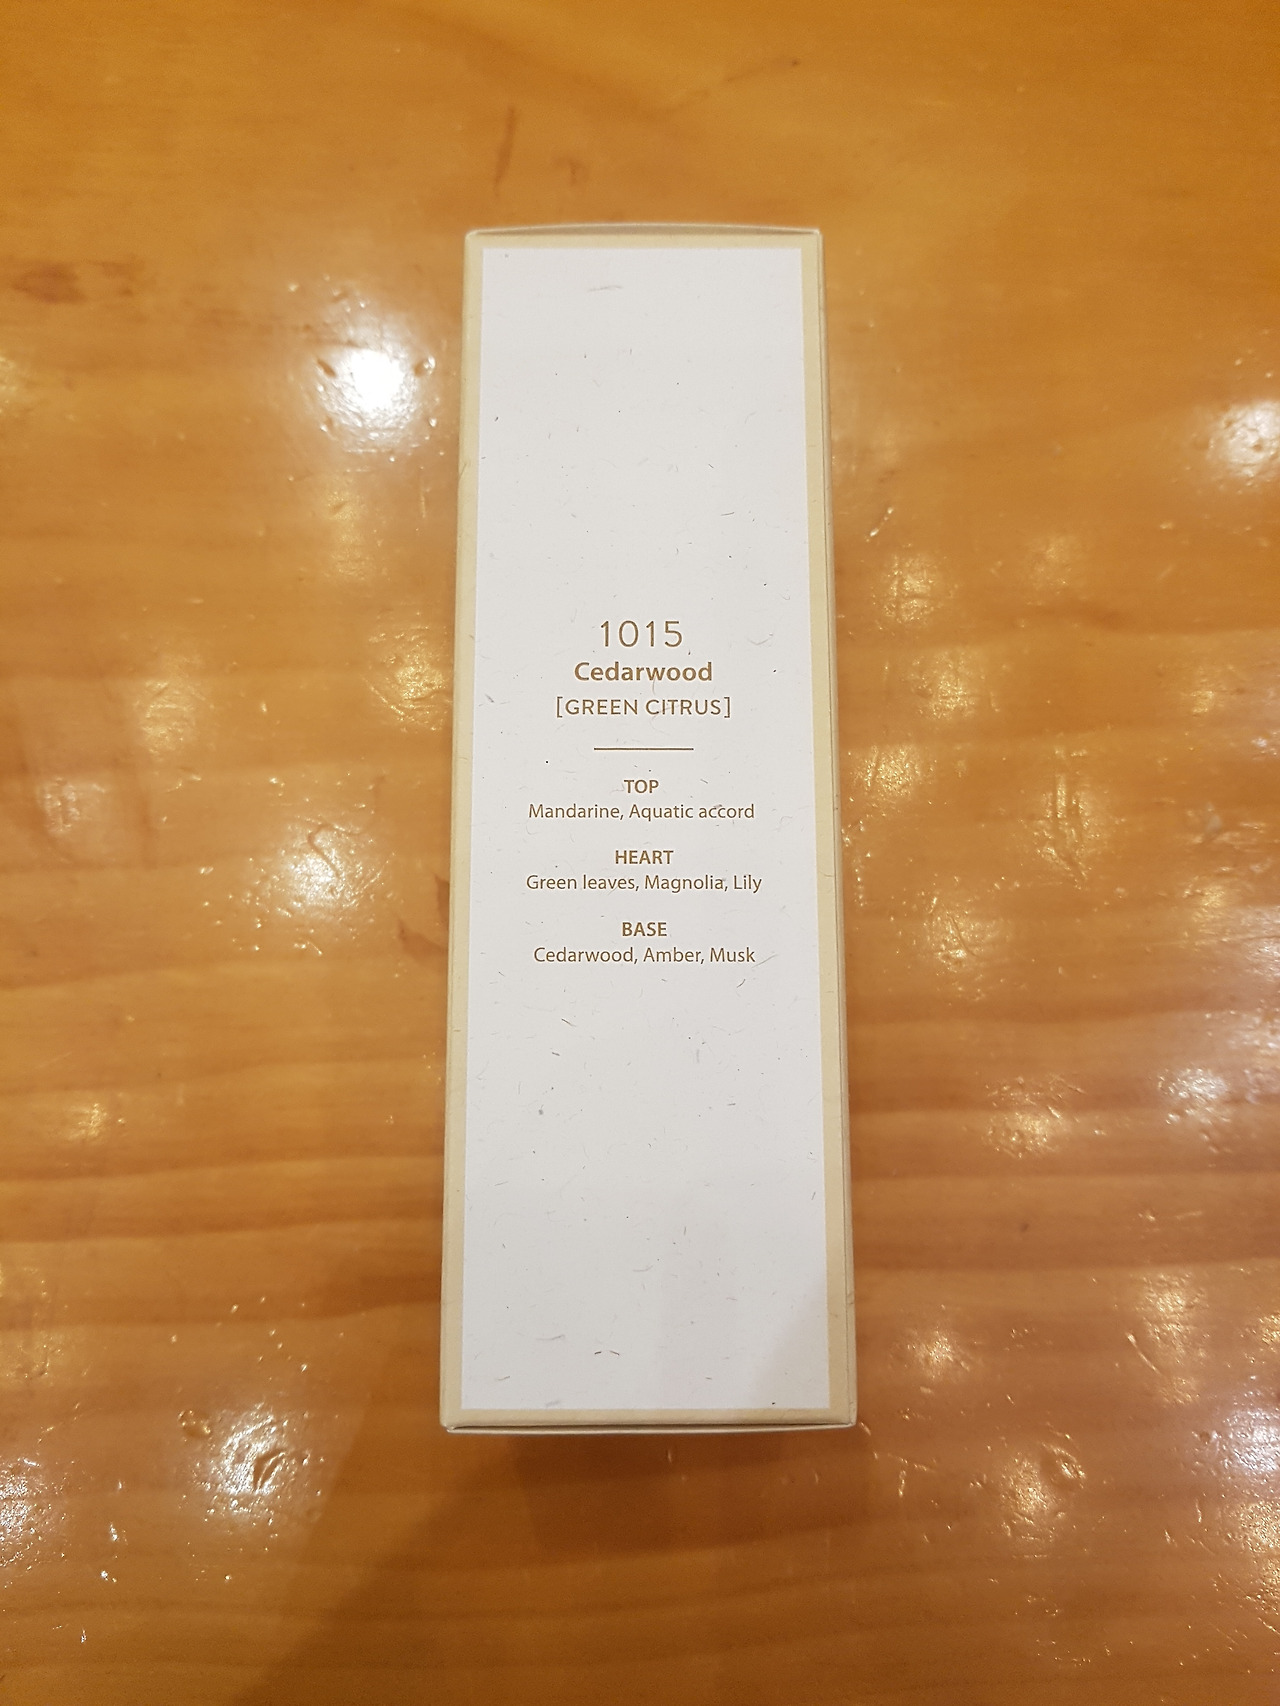 1015
Cedarwood
[GREEN CITRUS]
TOP
Mandarine, Aquatic accord
HEART
Green leaves, Magnolia, Lily
BASE
Cedarwood, Amber, Musk